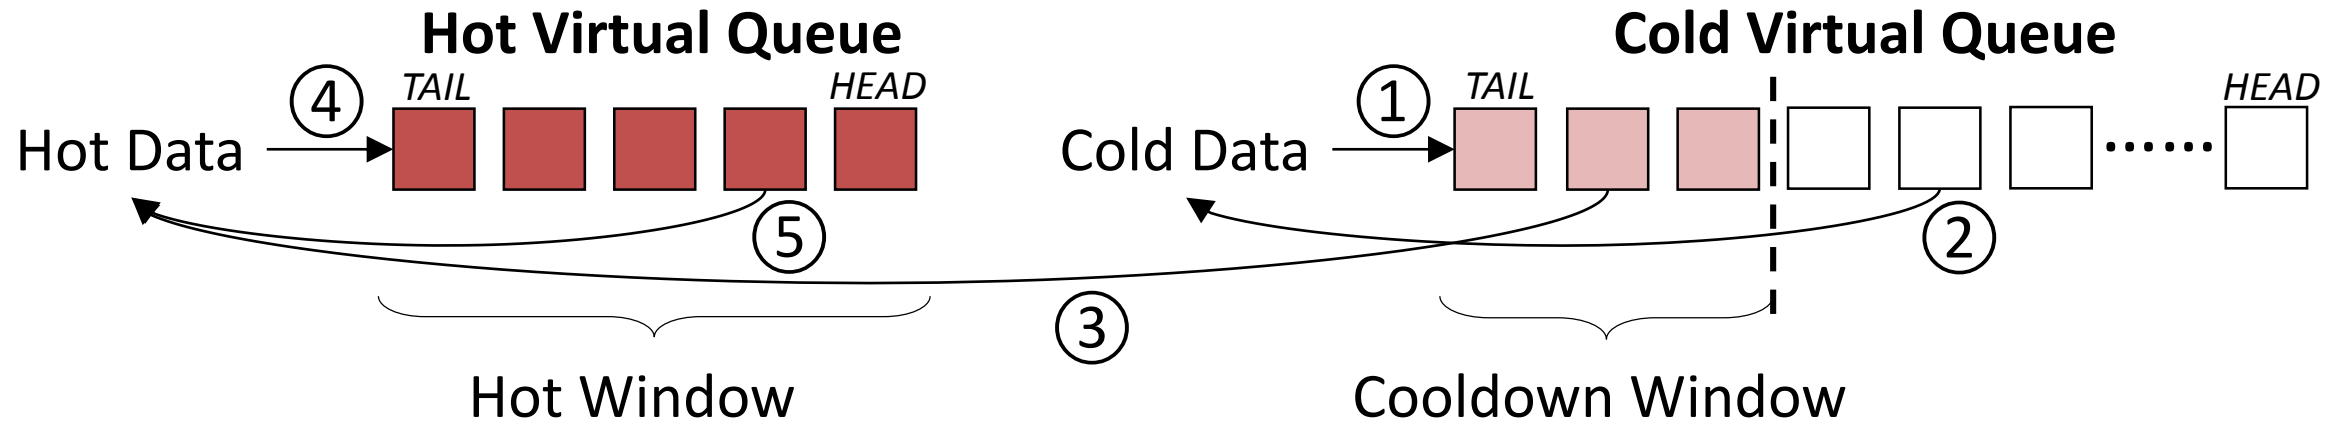 Hot Virtual Queue
Cold Virtual Queue
④ TAIL HEAD
① TAIL HEAD
Hot Data
Cold Data
⑤
②
③
Hot Window
Cooldown Window